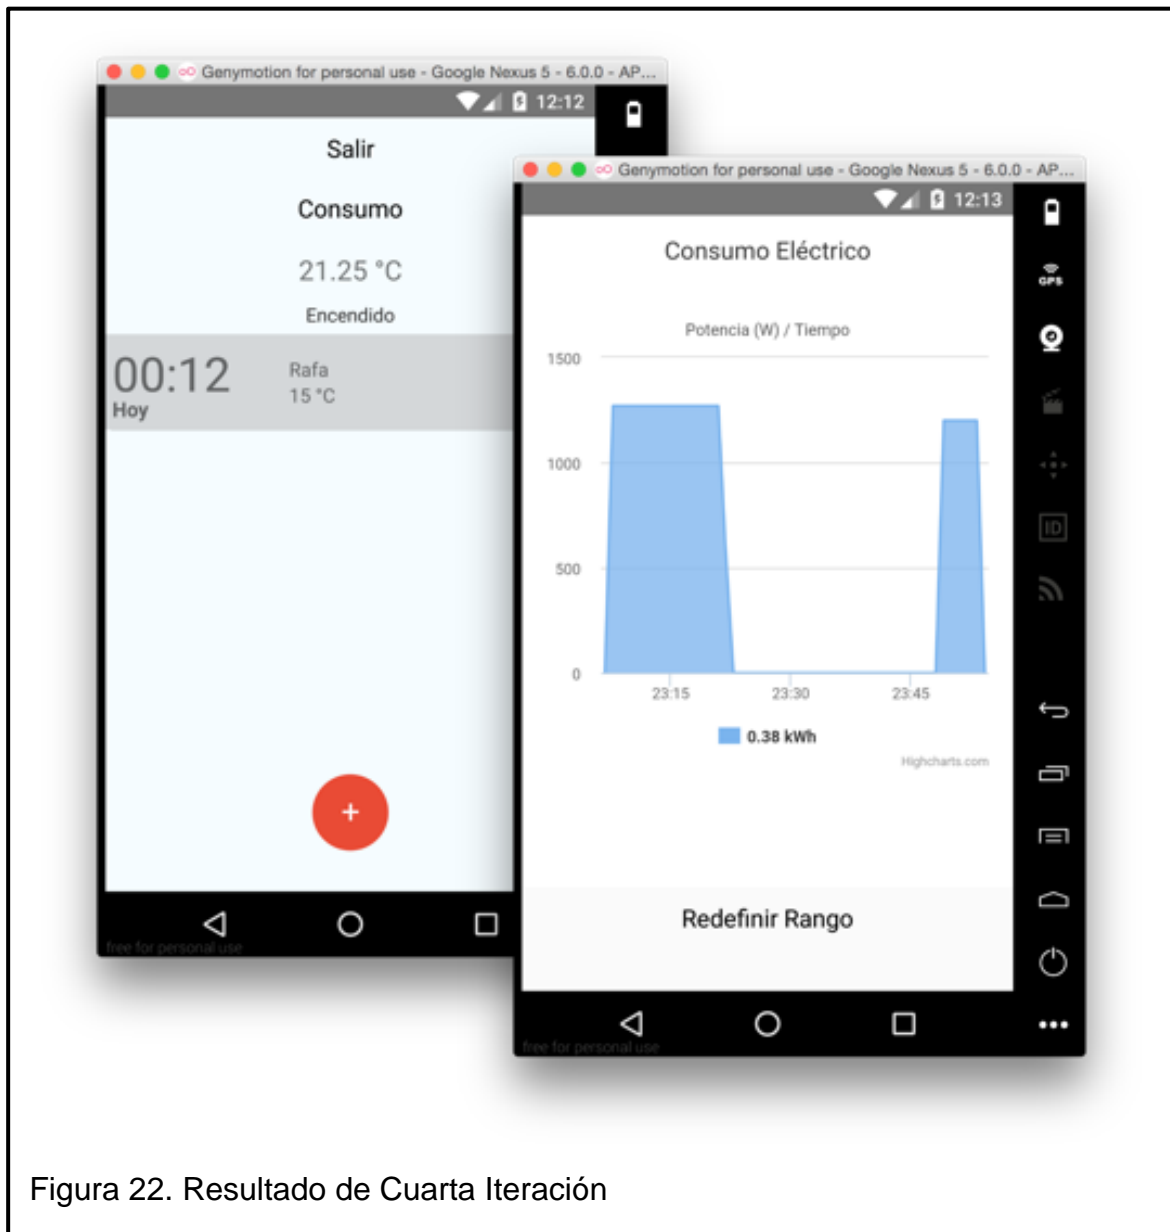 Genymotion for personal use - Google Nexus 5 - 6.0.0 - AP...
12:12
Salir
Consumo
21.25 °C
Encendido
00:12
Hoy
Rafa
15 °C
+
free for personal use
Genymotion for personal use - Google Nexus 5 - 6.0.0 - AP...
12:13
GPS
ID
Consumo Eléctrico
Potencia (W) / Tiempo
1500
1000
500
0
23:15 23:30 23:45
0.38 kWh
Highcharts.com
Redefinir Rango
free for personal use
Figura 22. Resultado de Cuarta Iteración